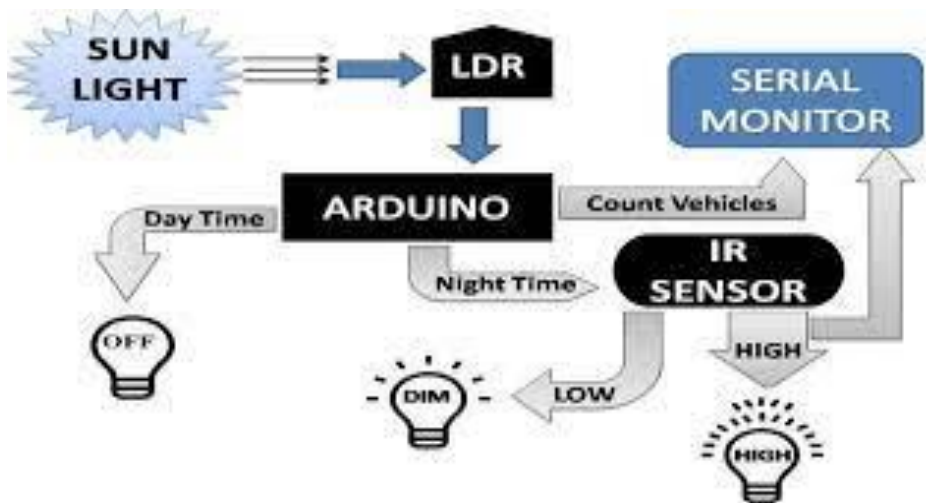 SUN
LIGHT
LDR
SERIAL
MONITOR
ARDUINO
Count Vehicles
Day Time
IR
SENSOR
Night Time
OFF
HIGH
LOW
DIM
HIGH